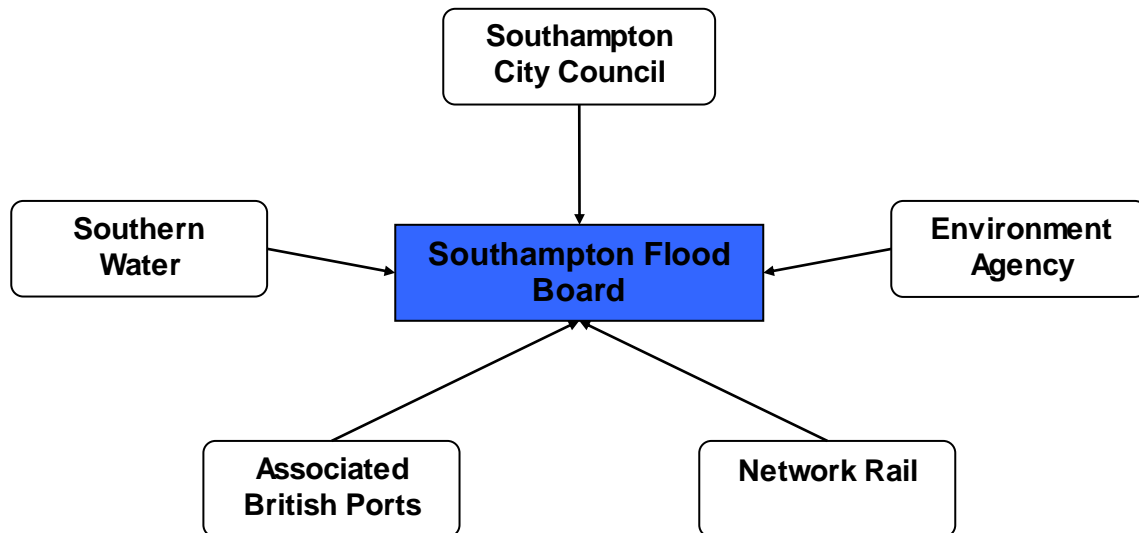 Southampton
City Council
Southern
Water
Southampton Flood
Board
Environment
Agency
Associated
British Ports
Network Rail